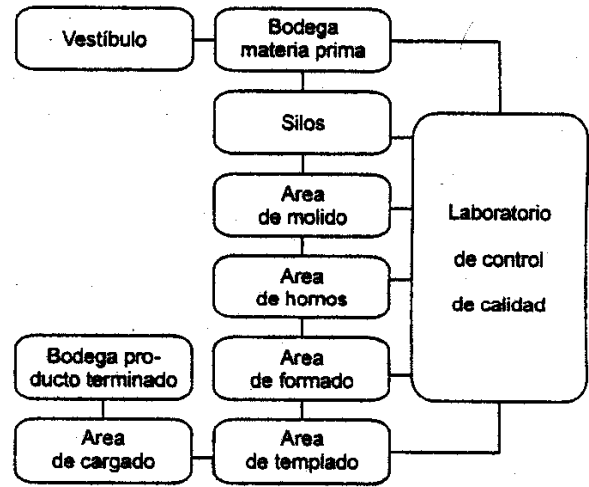 Vestíbulo
Bodega
materia prima
Silos
Area
de molido
Area
de hornos
Laboratorio
de control
de calidad
Bodega pro-
ducto terminado
Area
de formado
Area
de cargado
Area
de templado